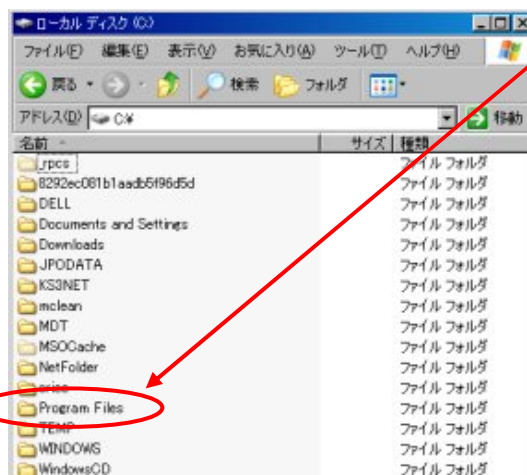 ローカル ディスク (C:)
ファイル(F) 編集(E) 表示(V) お気に入り(A) ツール(T) ヘルプ(H)
戻る 検索 フォルダ
アドレス(D) C:¥ 移動
名前 サイズ 種類
_rpcs ファイル フォルダ
8292ec081b1aadb5f96d5d ファイル フォルダ
DELL ファイル フォルダ
Documents and Settings ファイル フォルダ
Downloads ファイル フォルダ
JPODATA ファイル フォルダ
KS3NET ファイル フォルダ
mclean ファイル フォルダ
MDT ファイル フォルダ
MSOCache ファイル フォルダ
NetFolder ファイル フォルダ
ファイル フォルダ
Program Files ファイル フォルダ
TEMP ファイル フォルダ
WINDOWS ファイル フォルダ
WindowsCD ファイル フォルダ